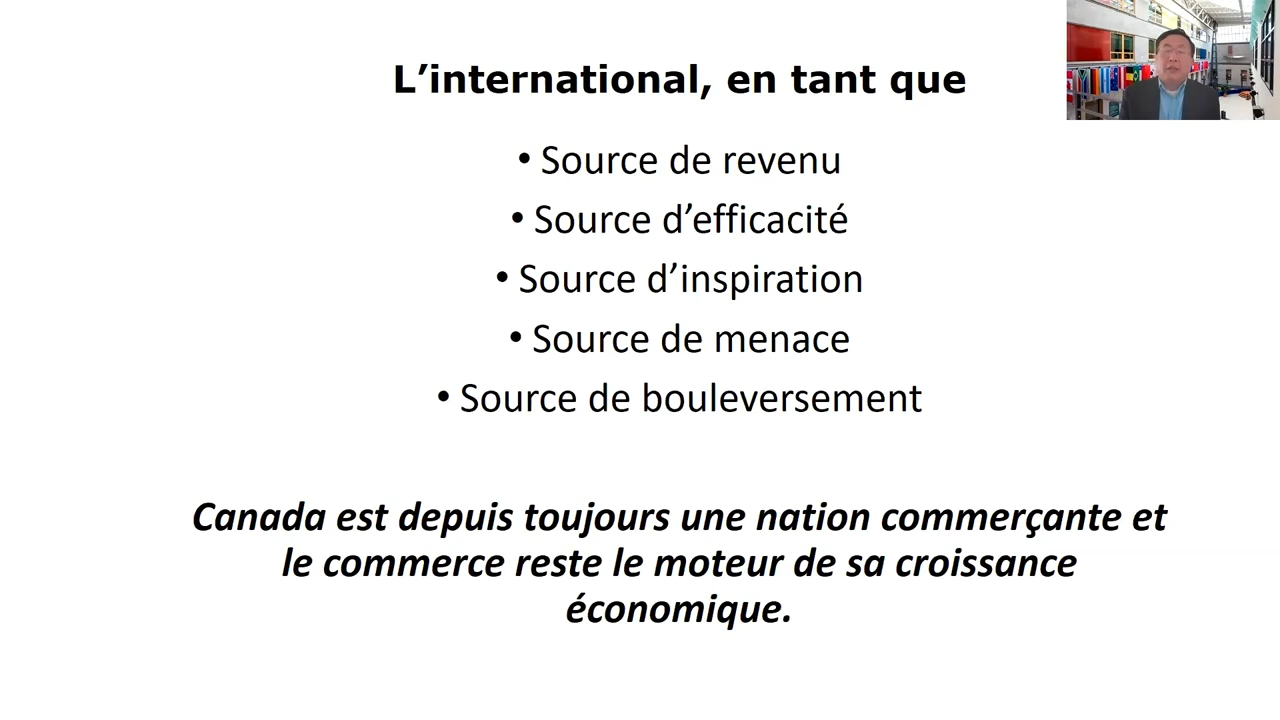 L’international, en tant que
• Source de revenu
• Source d’efficacité
• Source d’inspiration
• Source de menace
• Source de bouleversement
Canada est depuis toujours une nation commerçante et
le commerce reste le moteur de sa croissance
économique.